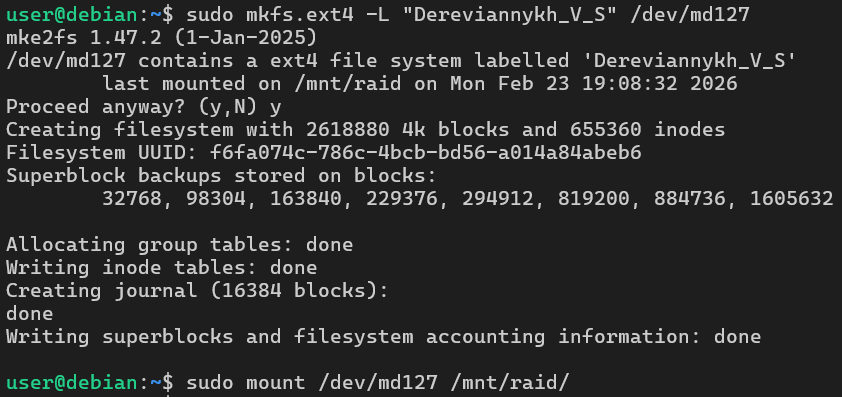 user@debian:~$ sudo mkfs.ext4 -L "Dereviannykh_V_S" /dev/md127
mke2fs 1.47.2 (1-Jan-2025)
/dev/md127 contains a ext4 file system labelled 'Dereviannykh_V_S'
        last mounted on /mnt/raid on Mon Feb 23 19:08:32 2026
Proceed anyway? (y,N) y
Creating filesystem with 2618880 4k blocks and 655360 inodes
Filesystem UUID: f6fa074c-786c-4bcb-bd56-a014a84abeb6
Superblock backups stored on blocks:
        32768, 98304, 163840, 229376, 294912, 819200, 884736, 1605632
Allocating group tables: done
Writing inode tables: done
Creating journal (16384 blocks):
done
Writing superblocks and filesystem accounting information: done
user@debian:~$ sudo mount /dev/md127 /mnt/raid/